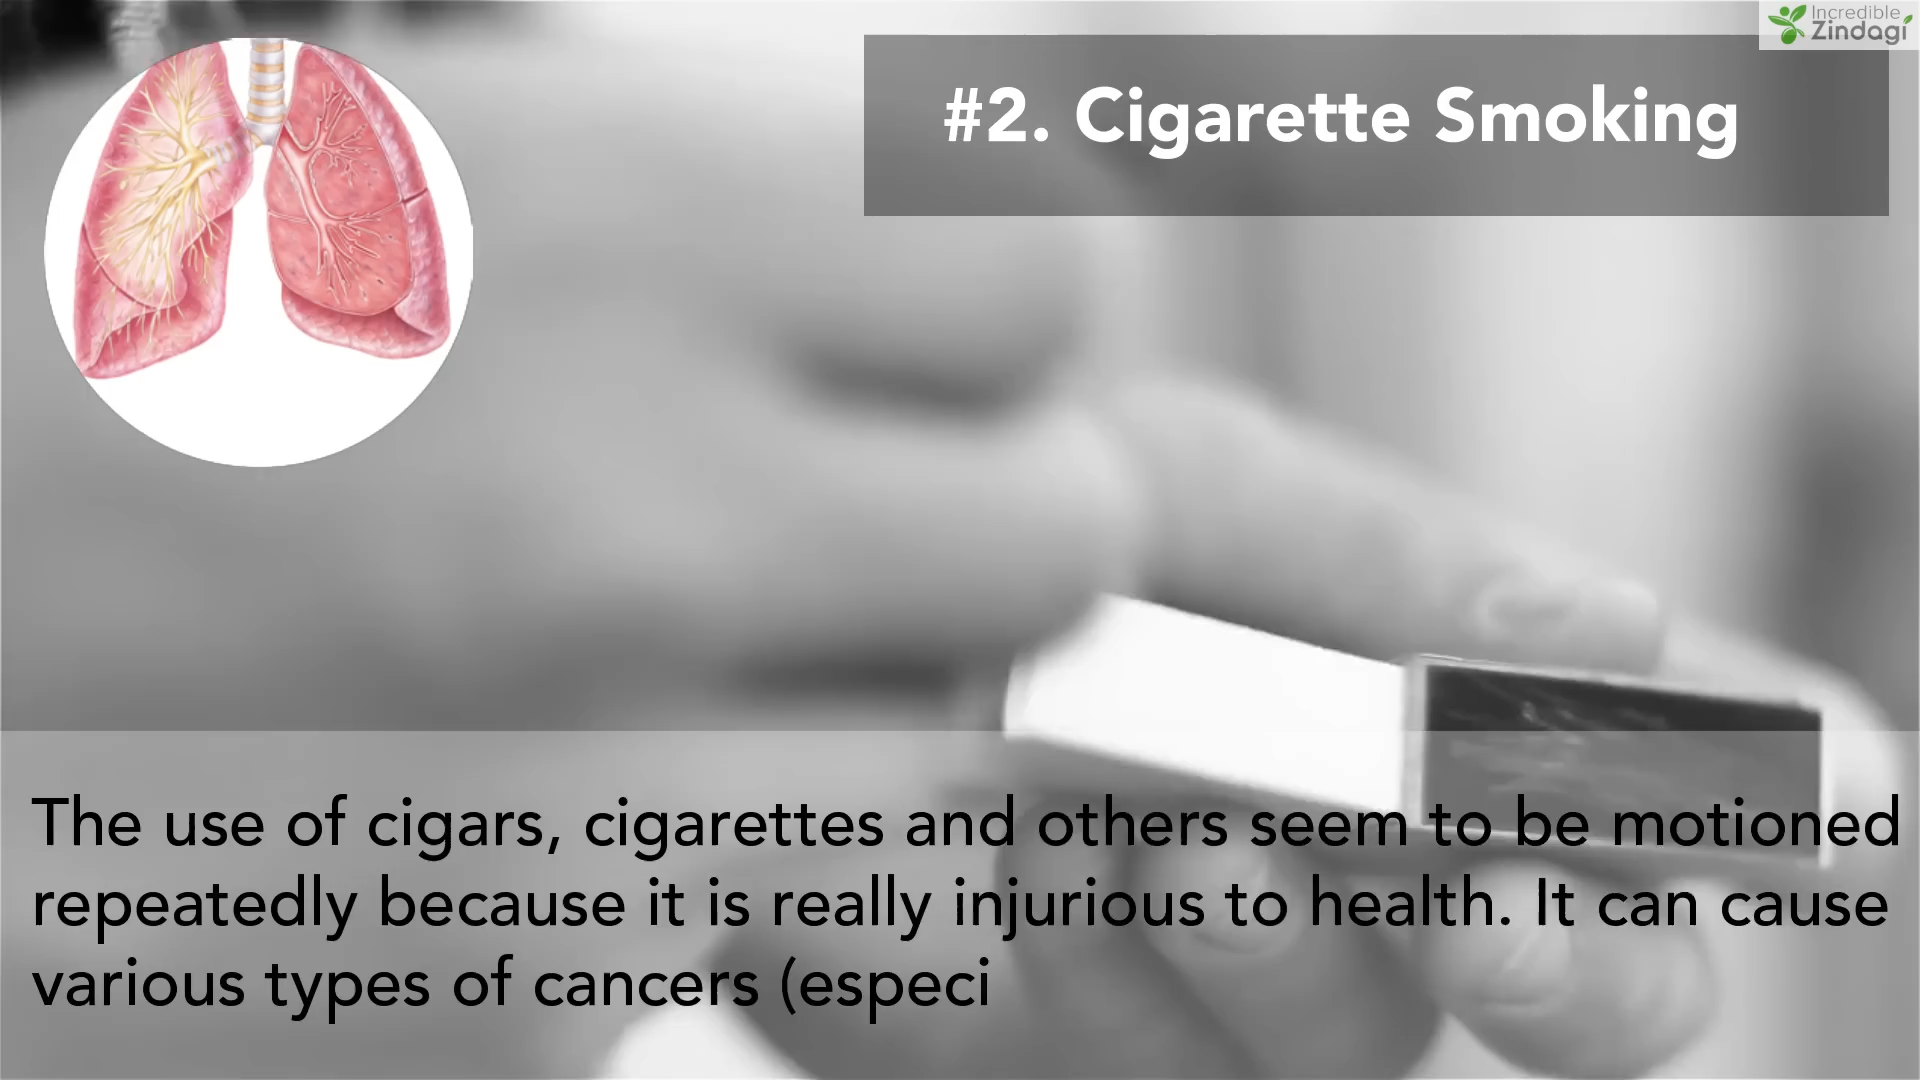 Incredible
Zindagi
#2. Cigarette Smoking
The use of cigars, cigarettes and others seem to be motioned
repeatedly because it is really injurious to health. It can cause
various types of cancers (especi